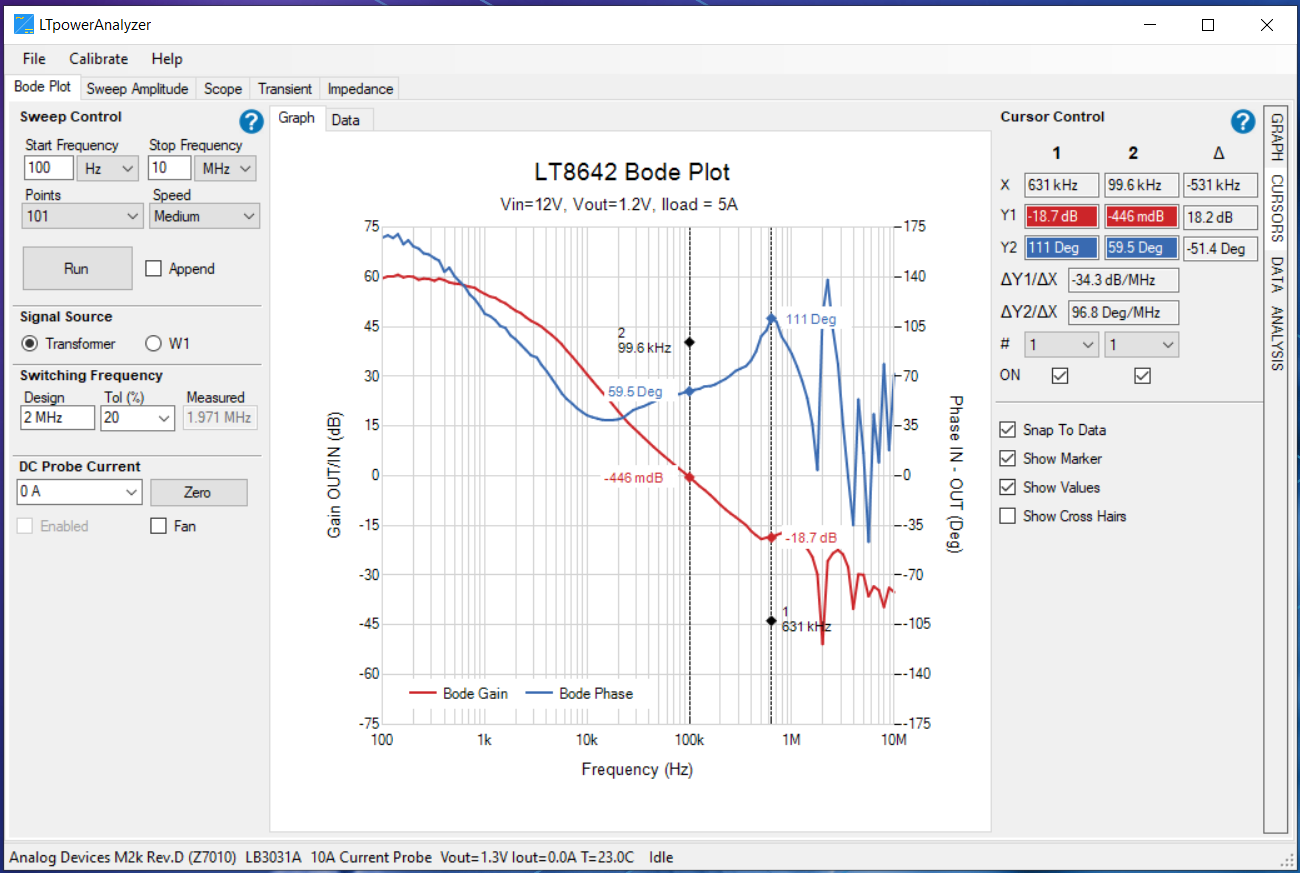 LTpowerAnalyzer
File Calibrate Help
Bode Plot Sweep Amplitude Scope Transient Impedance
Sweep Control
Start Frequency Stop Frequency
100 Hz 10 MHz
Points Speed
101 Medium
Run Append
Signal Source
Transformer W1
Switching Frequency
Design Tol (%) Measured
2 MHz 20 1.971 MHz
DC Probe Current
0 A Zero
Enabled Fan
Graph Data
LT8642 Bode Plot
Vin=12V, Vout=1.2V, Iload = 5A
75
60
45
30
15
0
-15
-30
-45
-60
-75
Gain OUT/IN (dB)
2
99.6 kHz
59.5 Deg
-446 mdB
111 Deg
-18.7 dB
1
631 kHz
Bode Gain Bode Phase
175
140
105
70
35
0
-35
-70
-105
-140
-175
Phase IN - OUT (Deg)
100 1k 10k 100k 1M 10M
Frequency (Hz)
Cursor Control
1 2 Δ
X 631 kHz 99.6 kHz -531 kHz
Y1 -18.7 dB -446 mdB 18.2 dB
Y2 111 Deg 59.5 Deg -51.4 Deg
ΔY1/ΔX -34.3 dB/MHz
ΔY2/ΔX 96.8 Deg/MHz
# 1 1
ON
Snap To Data
Show Marker
Show Values
Show Cross Hairs
GRAPH CURSORS DATA ANALYSIS
Analog Devices M2k Rev.D (Z7010) LB3031A 10A Current Probe Vout=1.3V Iout=0.0A T=23.0C Idle